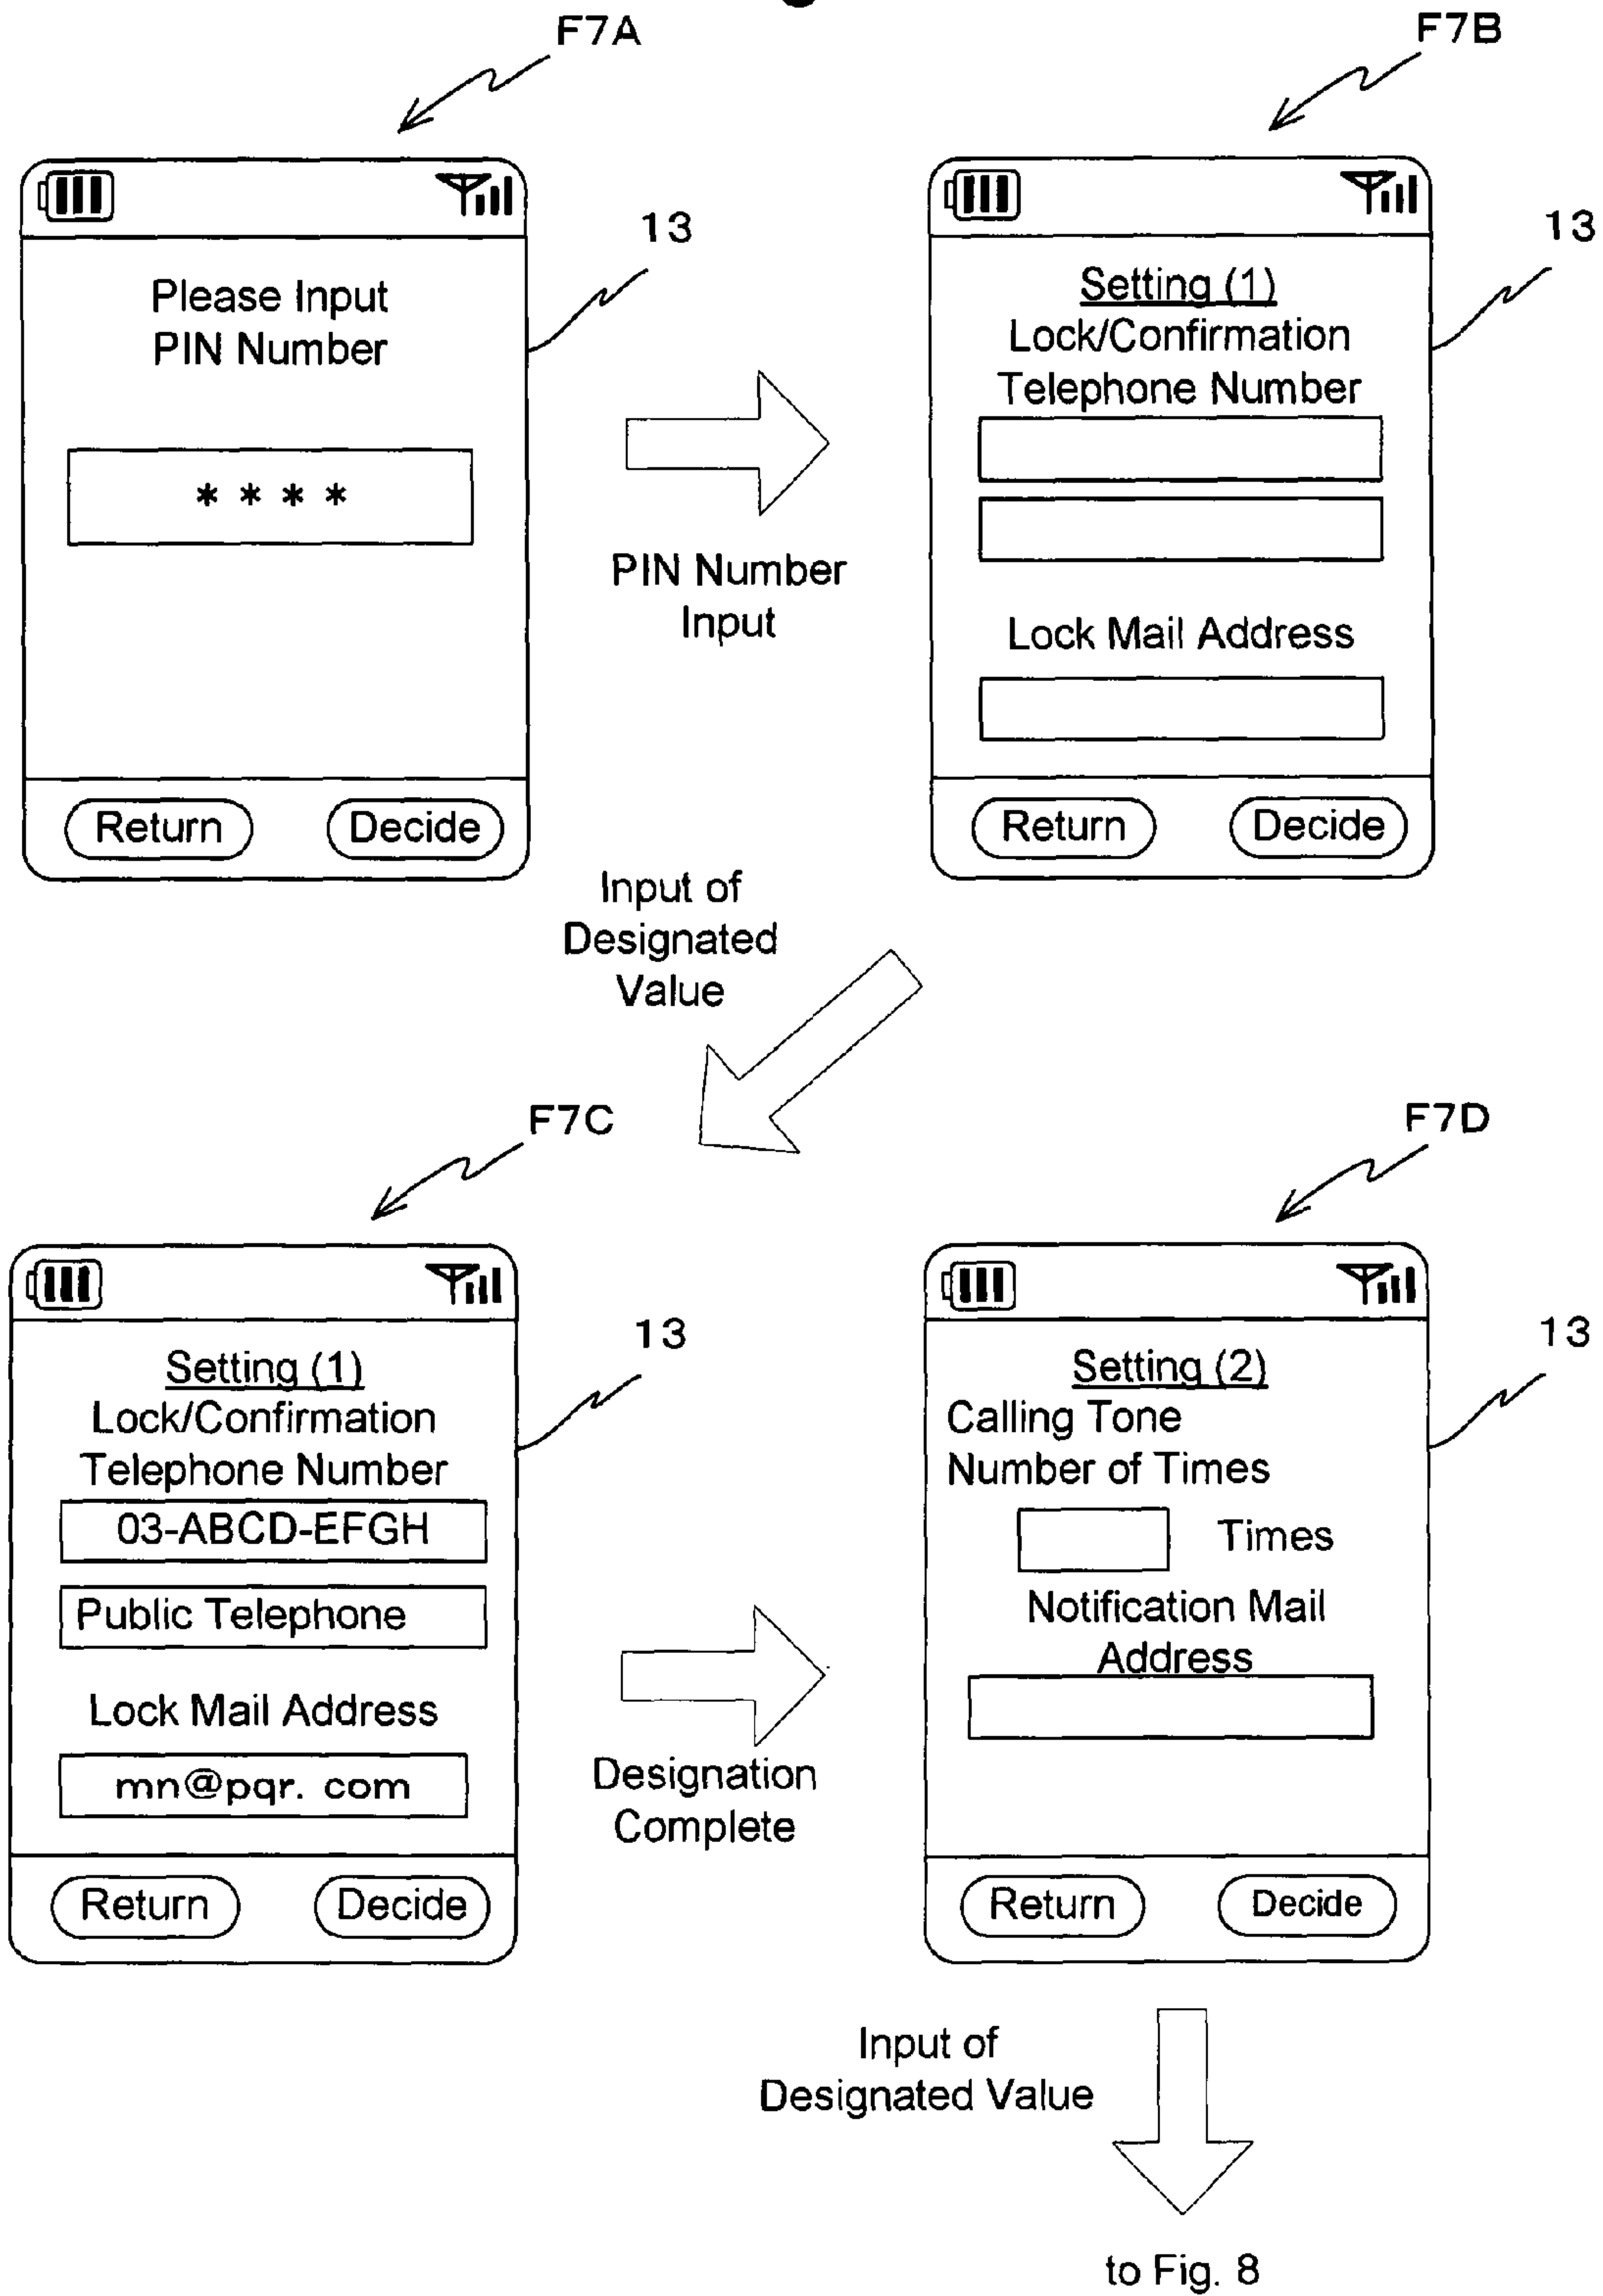 F7A
F7B
13
13
Please Input
PIN Number
* * * *
Return
Decide
PIN Number
Input
Setting (1)
Lock/Confirmation
Telephone Number
Lock Mail Address
Return
Decide
Input of
Designated
Value
F7C
F7D
13
13
Setting (1)
Lock/Confirmation
Telephone Number
03-ABCD-EFGH
Public Telephone
Lock Mail Address
mn@pqr. com
Return
Decide
Designation
Complete
Setting (2)
Calling Tone
Number of Times
Times
Notification Mail
Address
Return
Decide
Input of
Designated Value
to Fig. 8